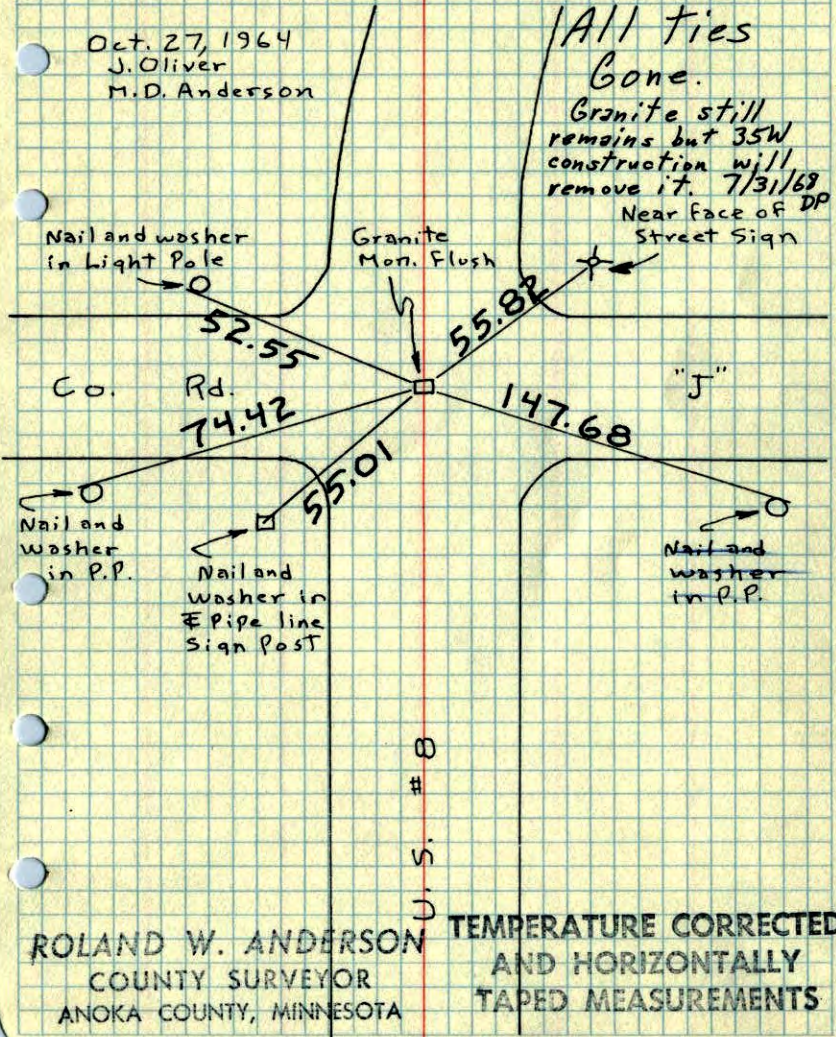 Oct. 27, 1964
J. Oliver
M.D. Anderson
All Ties
Gone.
Granite still
remains but 35W
construction will
remove it. 7/31/68
DP
Nail and washer
in Light Pole
Granite
Mon. Flush
Near Face of
Street Sign
52.55
55.82
Co. Rd. "J"
74.42
147.68
55.01
Nail and
washer
in P.P.
Nail and
washer in
Pipe line
Sign Post
Nail and
washer
in P.P.
U.S. #8
ROLAND W. ANDERSON
COUNTY SURVEYOR
ANOKA COUNTY, MINNESOTA
TEMPERATURE CORRECTED
AND HORIZONTALLY
TAPED MEASUREMENTS